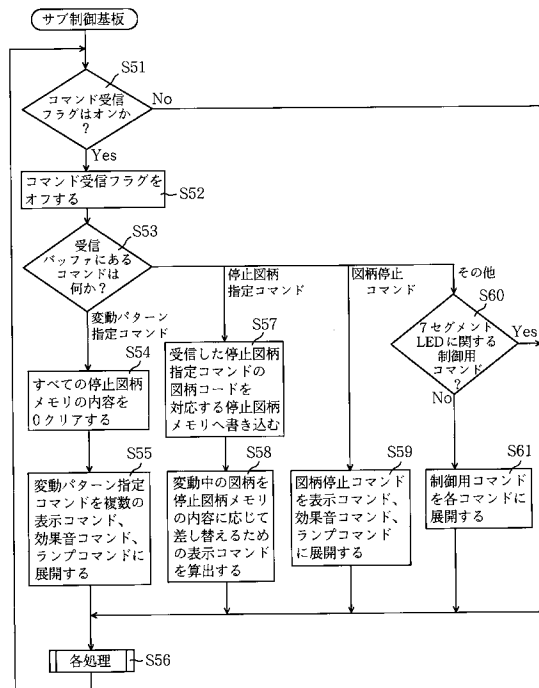 サブ制御基板
S51
コマンド受信
フラグはオンか
?
No
Yes
コマンド受信フラグを
オフする
S52
S53
受信
バッファにある
コマンドは
何か?
変動パターン
指定コマンド
停止図柄
指定コマンド
図柄停止
コマンド
その他
S54
すべての停止図柄
メモリの内容を
0クリアする
S57
受信した停止図柄
指定コマンドの
図柄コードを
対応する停止図柄
メモリへ書き込む
S60
7セグメント
LEDに関する
制御用
コマンド
?
Yes
No
S55
変動パターン指定
コマンドを複数の
表示コマンド、
効果音コマンド、
ランプコマンドに
展開する
S58
変動中の図柄を
停止図柄メモリ
の内容に応じて
差し替えるため
の表示コマンド
を算出する
S59
図柄停止コマンド
を表示コマンド、
効果音コマンド、
ランプコマンド
に展開する
S61
制御用コマンド
を各コマンドに
展開する
各処理
S56